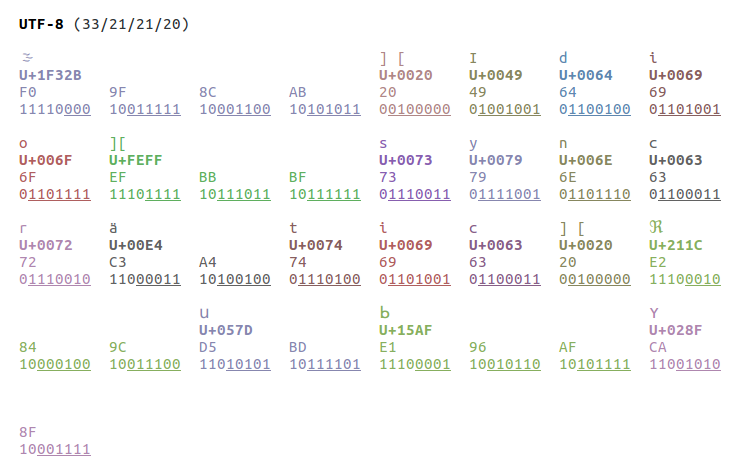 UTF-8 (33/21/21/20)
🌫 ] [ I d i
U+1F32B U+0020 U+0049 U+0064 U+0069
F0 9F 8C AB 20 49 64 69
11110000 10011111 10001100 10101011 00100000 01001001 01100100 01101001
o ][ s y n c
U+006F U+FEFF U+0073 U+0079 U+006E U+0063
6F EF BB BF 73 79 6E 63
01101111 11101111 10111011 10111111 01110011 01111001 01101110 01100011
r ä t i c ] [ ℜ
U+0072 U+00E4 U+0074 U+0069 U+0063 U+0020 U+211C
72 C3 A4 74 69 63 20 E2
01110010 11000011 10100100 01110100 01101001 01100011 00100000 11100010
ս ᖯ ʏ
U+057D U+15AF U+028F
84 9C D5 BD E1 96 AF CA
10000100 10011100 11010101 10111101 11100001 10010110 10101111 11001010
8F
10001111